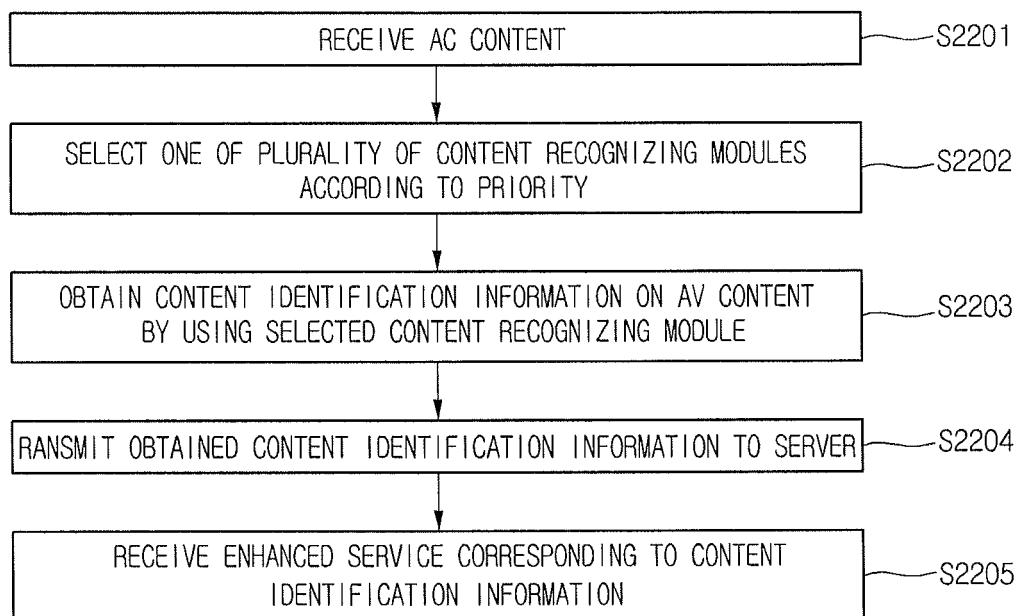 RECEIVE AC CONTENT
S2201
SELECT ONE OF PLURALITY OF CONTENT RECOGNIZING MODULES
ACCORDING TO PRIORITY
S2202
OBTAIN CONTENT IDENTIFICATION INFORMATION ON AV CONTENT
BY USING SELECTED CONTENT RECOGNIZING MODULE
S2203
RANSMIT OBTAINED CONTENT IDENTIFICATION INFORMATION TO SERVER
S2204
RECEIVE ENHANCED SERVICE CORRESPONDING TO CONTENT
IDENTIFICATION INFORMATION
S2205